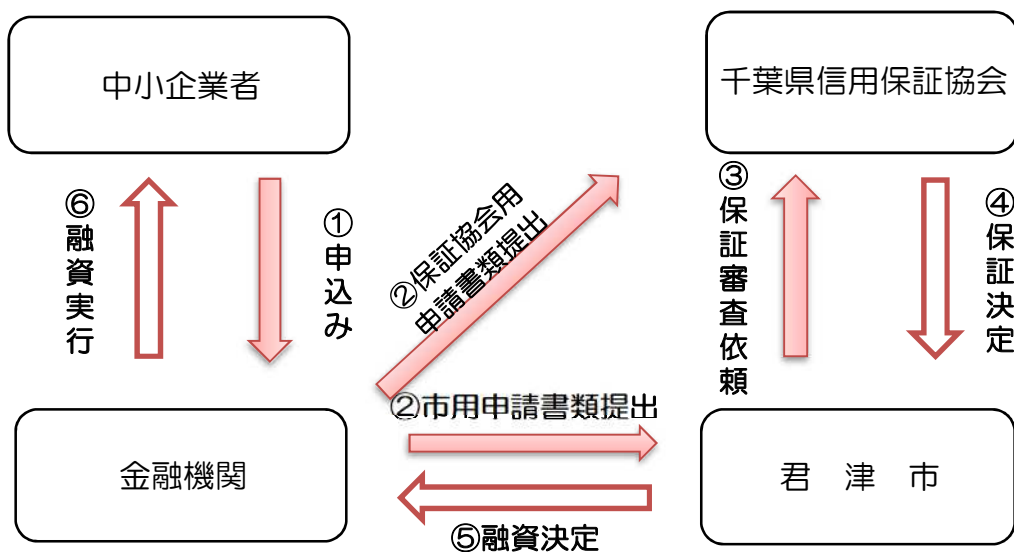 中小企業者
千葉県信用保証協会
⑥融資実行
①申込み
②保証協会用
申請書類提出
③保証審査依頼
④保証決定
②市用申請書類提出
金融機関
君　津　市
⑤融資決定